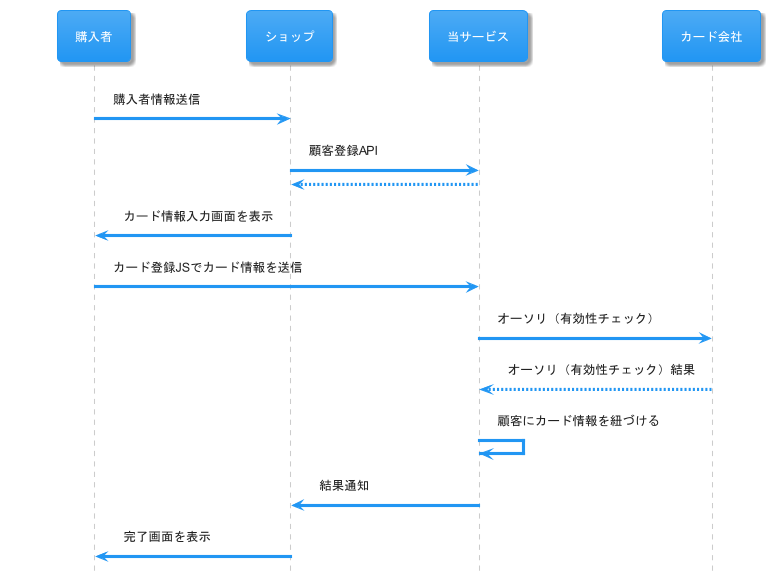 購入者
ショップ
当サービス
カード会社
購入者情報送信
顧客登録API
カード情報入力画面を表示
カード登録JSでカード情報を送信
オーソリ（有効性チェック）
オーソリ（有効性チェック）結果
顧客にカード情報を紐づける
結果通知
完了画面を表示